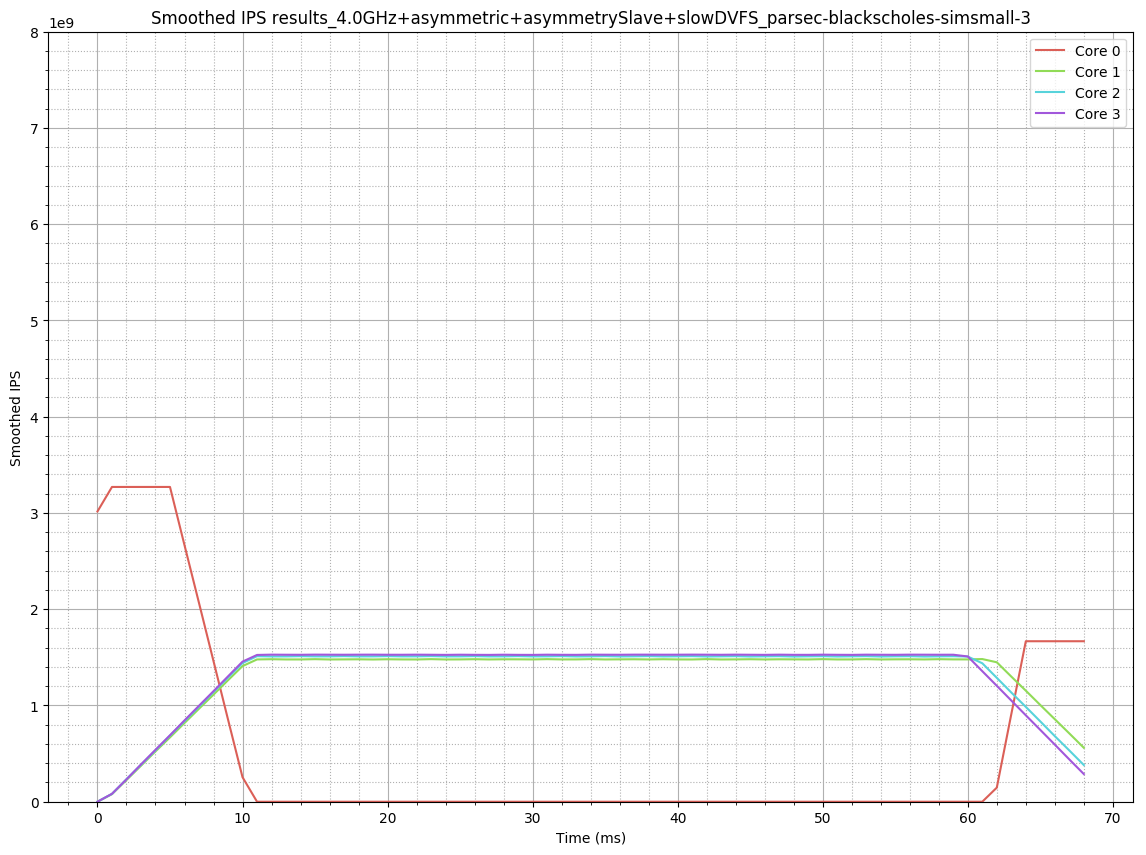 Smoothed IPS results_4.0GHz+asymmetric+asymmetrySlave+slowDVFS_parsec-blackscholes-simsmall-3
1e9
Core 0
Core 1
Core 2
Core 3
8
7
6
5
4
3
2
1
0
Smoothed IPS
0 10 20 30 40 50 60 70
Time (ms)